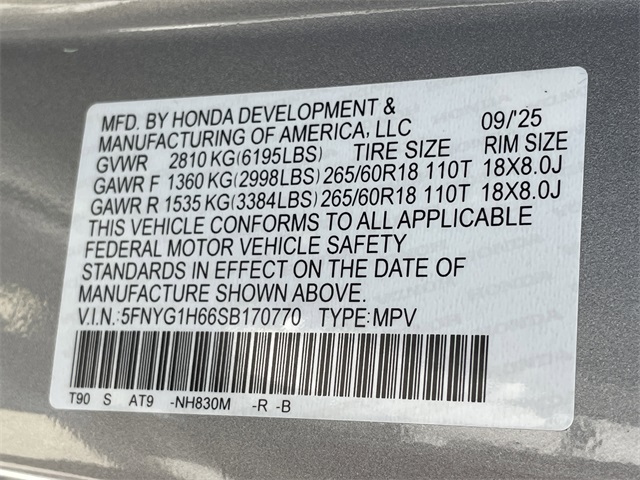 MFD. BY HONDA DEVELOPMENT &
MANUFACTURING OF AMERICA, LLC 09/'25
GVWR 2810 KG(6195LBS) TIRE SIZE RIM SIZE
GAWR F 1360 KG(2998LBS) 265/60R18 110T 18X8.0J
GAWR R 1535 KG(3384LBS) 265/60R18 110T 18X8.0J
THIS VEHICLE CONFORMS TO ALL APPLICABLE
FEDERAL MOTOR VEHICLE SAFETY
STANDARDS IN EFFECT ON THE DATE OF
MANUFACTURE SHOWN ABOVE.
V.I.N.:5FNYG1H66SB170770 TYPE:MPV
T90 S AT9 -NH830M -R -B